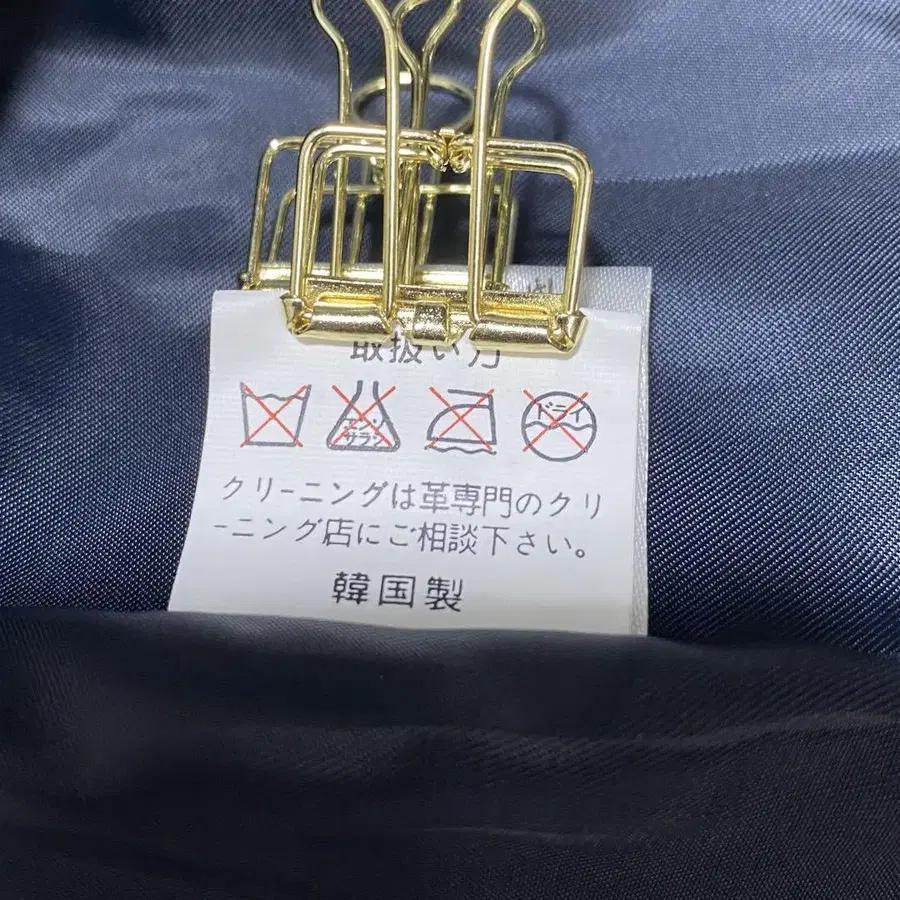 取扱い方
エンソ
サラシ
ドライ
クリーニングは革専門のクリ
ーニング店にご相談下さい。
韓国製